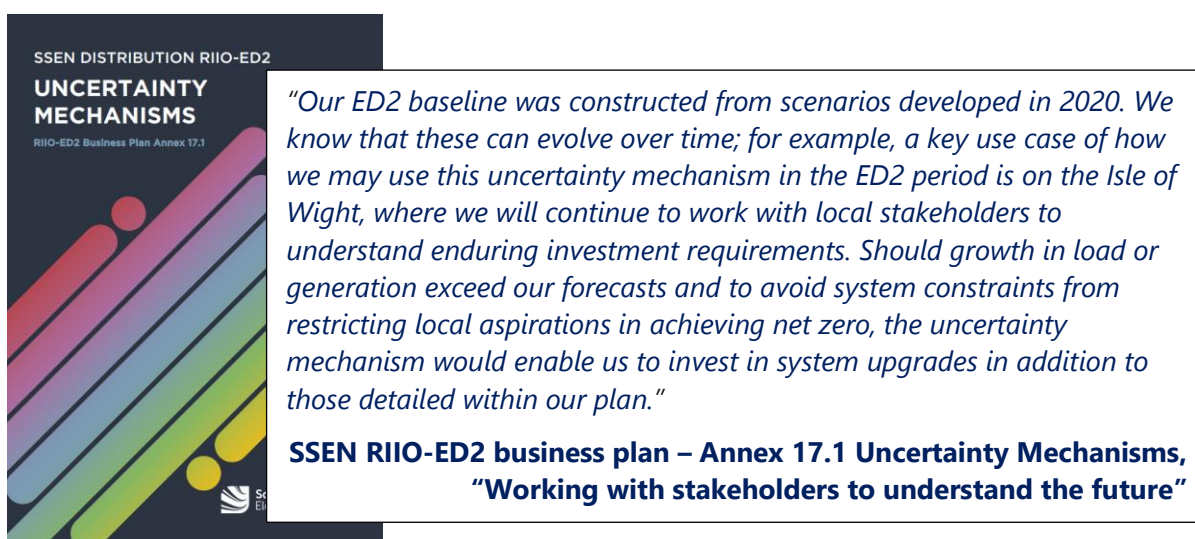 SSEN DISTRIBUTION RIIO-ED2
UNCERTAINTY
MECHANISMS
RIIO-ED2 Business Plan Annex 17.1
“Our ED2 baseline was constructed from scenarios developed in 2020. We
know that these can evolve over time; for example, a key use case of how
we may use this uncertainty mechanism in the ED2 period is on the Isle of
Wight, where we will continue to work with local stakeholders to
understand enduring investment requirements. Should growth in load or
generation exceed our forecasts and to avoid system constraints from
restricting local aspirations in achieving net zero, the uncertainty
mechanism would enable us to invest in system upgrades in addition to
those detailed within our plan.”
SSEN RIIO-ED2 business plan – Annex 17.1 Uncertainty Mechanisms,
“Working with stakeholders to understand the future”